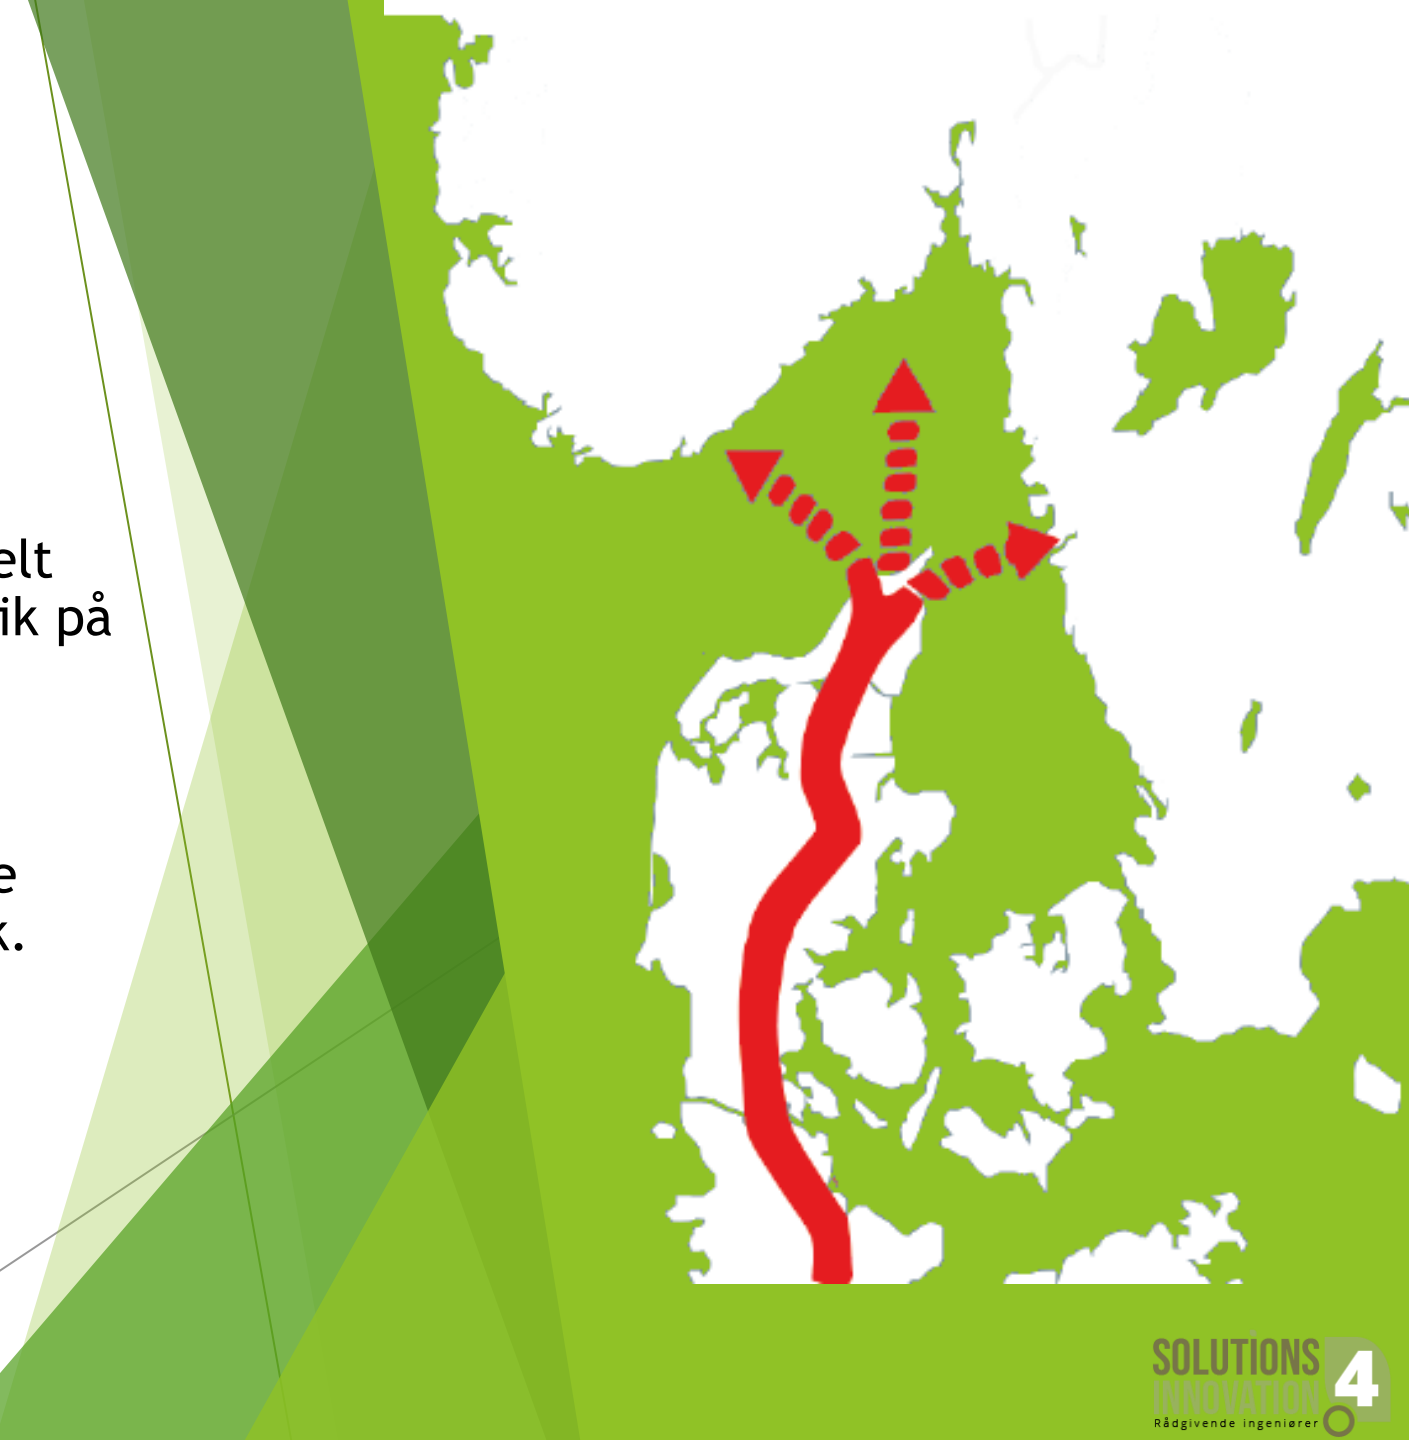 elt
ik på
e
k.
SOLUTIONS
INNOVATION
4
Rådgivende ingeniører